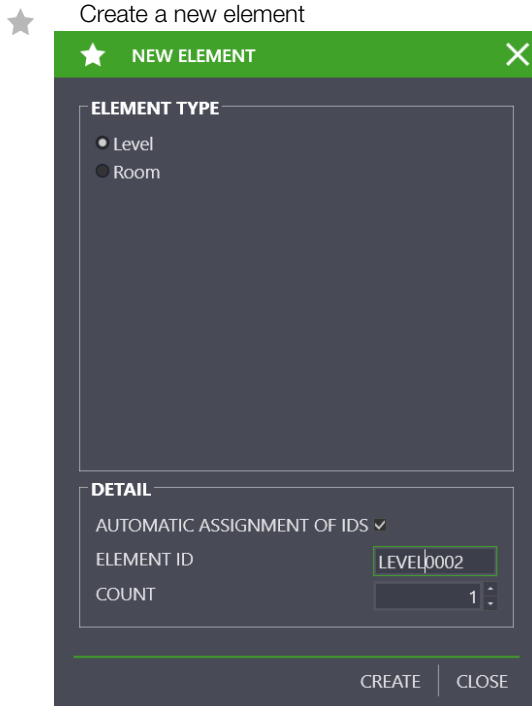 Create a new element
NEW ELEMENT
ELEMENT TYPE
Level
Room
DETAIL
AUTOMATIC ASSIGNMENT OF IDS
ELEMENT ID LEVEL0002
COUNT 1
CREATE CLOSE